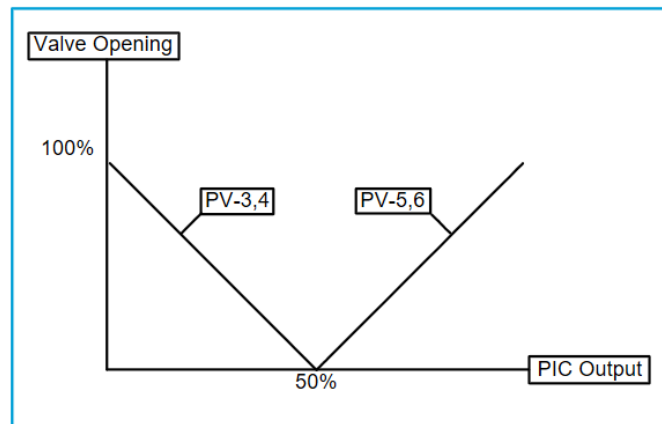 Valve Opening
100%
PV-3,4
PV-5,6
50%
PIC Output